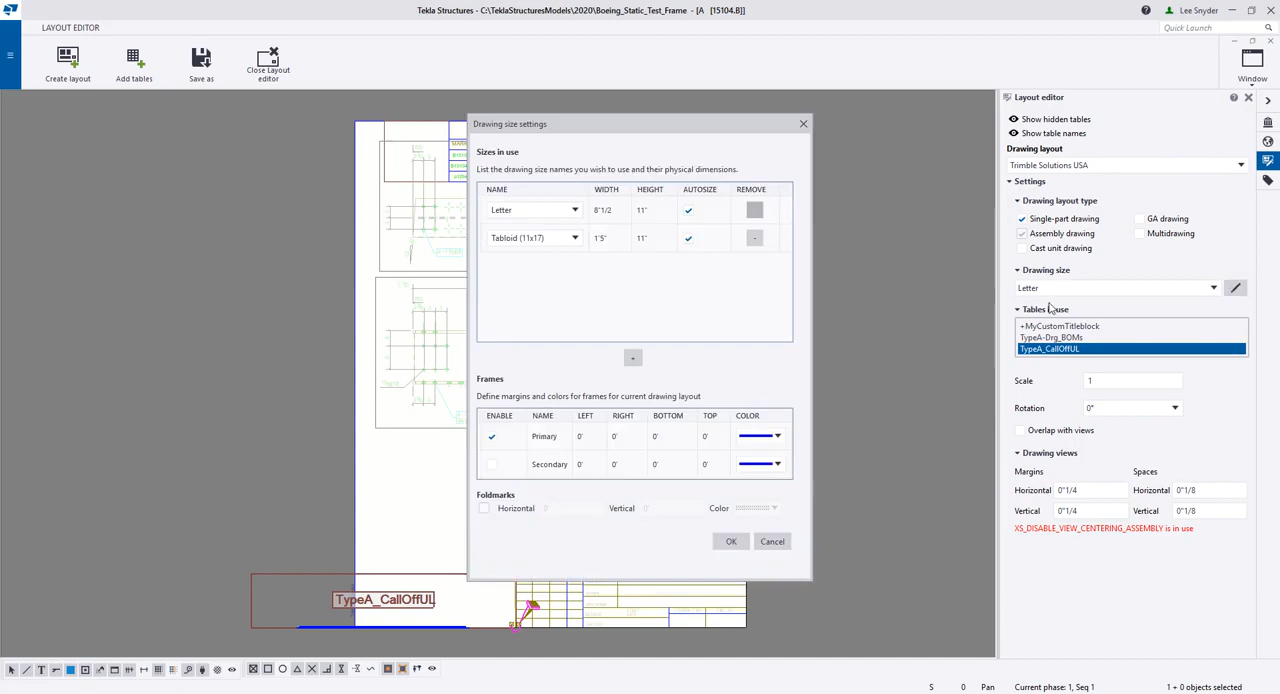 Tekla Structures - C:\TeklaStructuresModels\2020\Boeing_Static_Test_Frame - [A [15104.B]]
Lee Snyder
LAYOUT EDITOR
Quick Launch
Create layout
Add tables
Save as
Close Layout editor
Window
Layout editor
Show hidden tables
Show table names
Drawing layout
Trimble Solutions USA
Settings
Drawing layout type
Single-part drawing
GA drawing
Assembly drawing
Multidrawing
Cast unit drawing
Drawing size
Letter
+MyCustomTitleblock
TypeA-Drg_BOMs
TypeA_CallOffUL
Scale
1
Rotation
0°
Overlap with views
Drawing views
Margins
Spaces
Horizontal 0"1/4
Horizontal 0"1/8
Vertical 0"1/4
Vertical 0"1/8
XS_DISABLE_VIEW_CENTERING_ASSEMBLY is in use
Drawing size settings
Sizes in use
List the drawing size names you wish to use and their physical dimensions.
NAME WIDTH HEIGHT AUTOSIZE REMOVE
Letter 8"1/2 11"
Tabloid (11x17) 1'5" 11" -
+
Frames
Define margins and colors for frames for current drawing layout
ENABLE NAME LEFT RIGHT BOTTOM TOP COLOR
Primary 0' 0' 0' 0'
Secondary 0' 0' 0' 0'
Foldmarks
Horizontal 0' Vertical 0' Color
OK Cancel
TypeA_CallOffUL
S 0 Pan Current phase: 1, Seq 1 1 + 0 objects selected